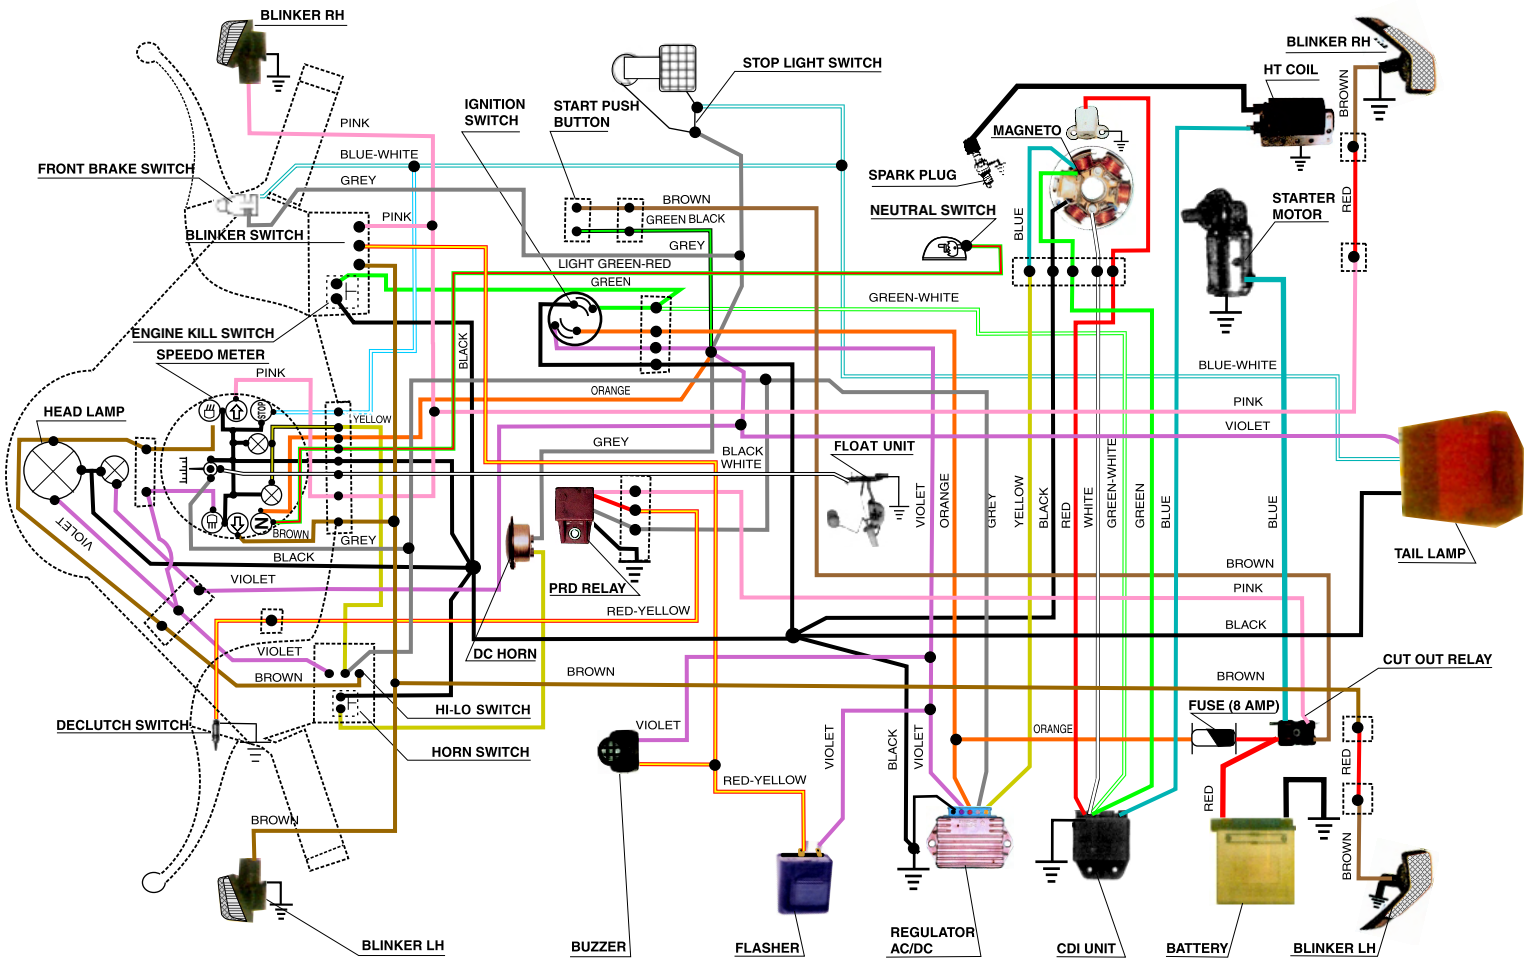 BLINKER RH
STOP LIGHT SWITCH
BLINKER RH
HT COIL
IGNITION
SWITCH
START PUSH
BUTTON
BROWN
PINK
MAGNETO
BLUE-WHITE
FRONT BRAKE SWITCH
GREY
SPARK PLUG
BROWN
RED
STARTER
MOTOR
NEUTRAL SWITCH
PINK
GREEN BLACK
BLUE
BLINKER SWITCH
GREY
LIGHT GREEN-RED
GREEN
GREEN-WHITE
ENGINE KILL SWITCH
BLACK
SPEEDO METER
BLUE-WHITE
PINK
ORANGE
PINK
HEAD LAMP
STOP
YELLOW
VIOLET
GREY
BLACK
WHITE
FLOAT UNIT
VIOLET
ORANGE
GREY
YELLOW
BLACK
RED
WHITE
GREEN-WHITE
GREEN
BLUE
BLUE
N
VIOLET
BROWN
GREY
BLACK
TAIL LAMP
BROWN
VIOLET
PRD RELAY
PINK
RED-YELLOW
BLACK
VIOLET
DC HORN
CUT OUT RELAY
BROWN
BROWN
BROWN
HI-LO SWITCH
FUSE (8 AMP)
DECLUTCH SWITCH
VIOLET
ORANGE
HORN SWITCH
VIOLET
BLACK
VIOLET
RED
RED-YELLOW
RED
BROWN
BROWN
BLINKER LH
BUZZER
FLASHER
REGULATOR
AC/DC
CDI UNIT
BATTERY
BLINKER LH